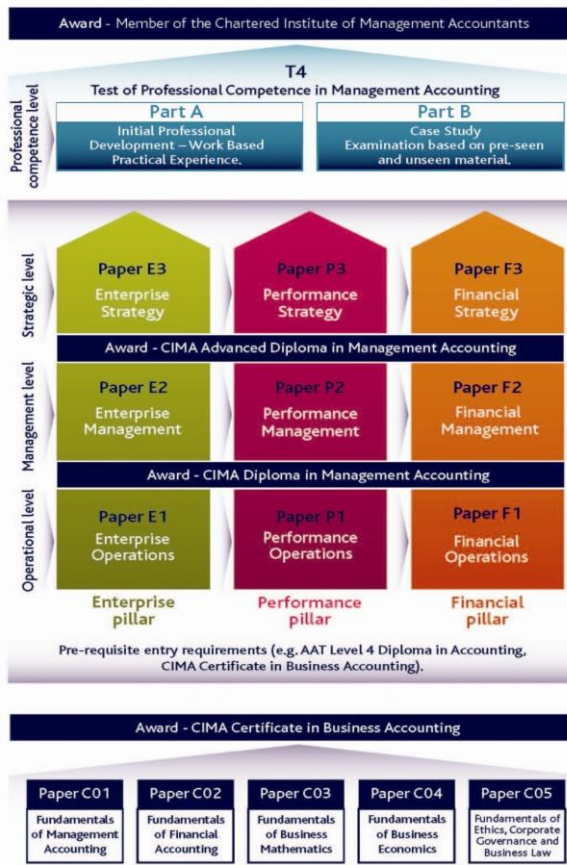 Award - Member of the Chartered Institute of Management Accountants
T4
Test of Professional Competence in Management Accounting
Professional
competence level
Part A
Initial Professional
Development – Work Based
Practical Experience.
Part B
Case Study
Examination based on pre-seen
and unseen material.
Strategic level
Paper E3
Enterprise
Strategy
Paper P3
Performance
Strategy
Paper F3
Financial
Strategy
Award - CIMA Advanced Diploma in Management Accounting
Management level
Paper E2
Enterprise
Management
Paper P2
Performance
Management
Paper F2
Financial
Management
Award - CIMA Diploma in Management Accounting
Operational level
Paper E1
Enterprise
Operations
Paper P1
Performance
Operations
Paper F1
Financial
Operations
Enterprise
pillar
Performance
pillar
Financial
pillar
Pre-requisite entry requirements (e.g. AAT Level 4 Diploma in Accounting,
CIMA Certificate in Business Accounting).
Award - CIMA Certificate in Business Accounting
Paper C01
Fundamentals
of Management
Accounting
Paper C02
Fundamentals
of Financial
Accounting
Paper C03
Fundamentals
of Business
Mathematics
Paper C04
Fundamentals
of Business
Economics
Paper C05
Fundamentals of
Ethics, Corporate
Governance and
Business Law